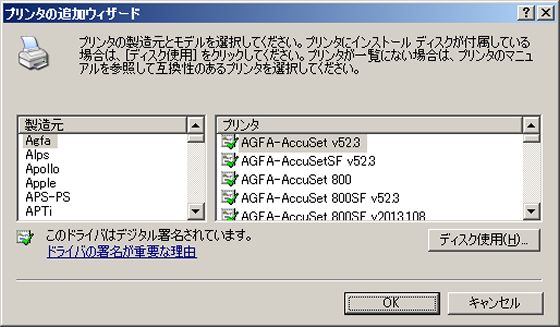 プリンタの追加ウィザード
プリンタの製造元とモデルを選択してください。プリンタにインストール ディスクが付属している
場合は、[ディスク使用] をクリックしてください。プリンタが一覧にない場合は、プリンタのマニュ
アルを参照して互換性のあるプリンタを選択してください。
製造元
Agfa
Alps
Apollo
Apple
APS-PS
APTi
プリンタ
AGFA-AccuSet v52.3
AGFA-AccuSetSF v52.3
AGFA-AccuSet 800
AGFA-AccuSet 800SF v52.3
AGFA-AccuSet 800SF v2013.108
このドライバはデジタル署名されています。
ドライバの署名が重要な理由
ディスク使用(H)...
OK
キャンセル